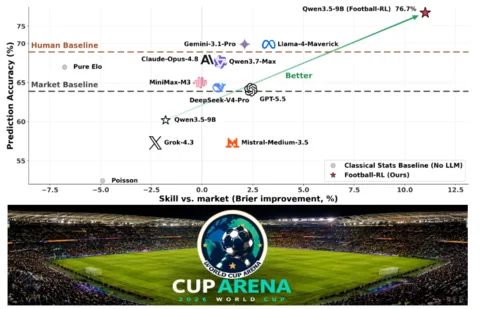 Qwen3.5-9B (Football-RL) 76.7%
75
Gemini-3.1-Pro
Llama-4-Maverick
Human Baseline
70
Claude-Opus-4.8
Qwen3.7-Max
Pure Elo
Better
MiniMax-M3
65
Market Baseline
DeepSeek-V4-Pro
GPT-5.5
Qwen3.5-9B
60
Grok-4.3
Mistral-Medium-3.5
55
Classical Stats Baseline (No LLM)
Football-RL (Ours)
Poisson
Prediction Accuracy (%)
−7.5 −5.0 −2.5 0.0 2.5 5.0 7.5 10.0 12.5
Skill vs. market (Brier improvement, %)
WORLD CUP ARENA
CUP ARENA
2026 WORLD CUP